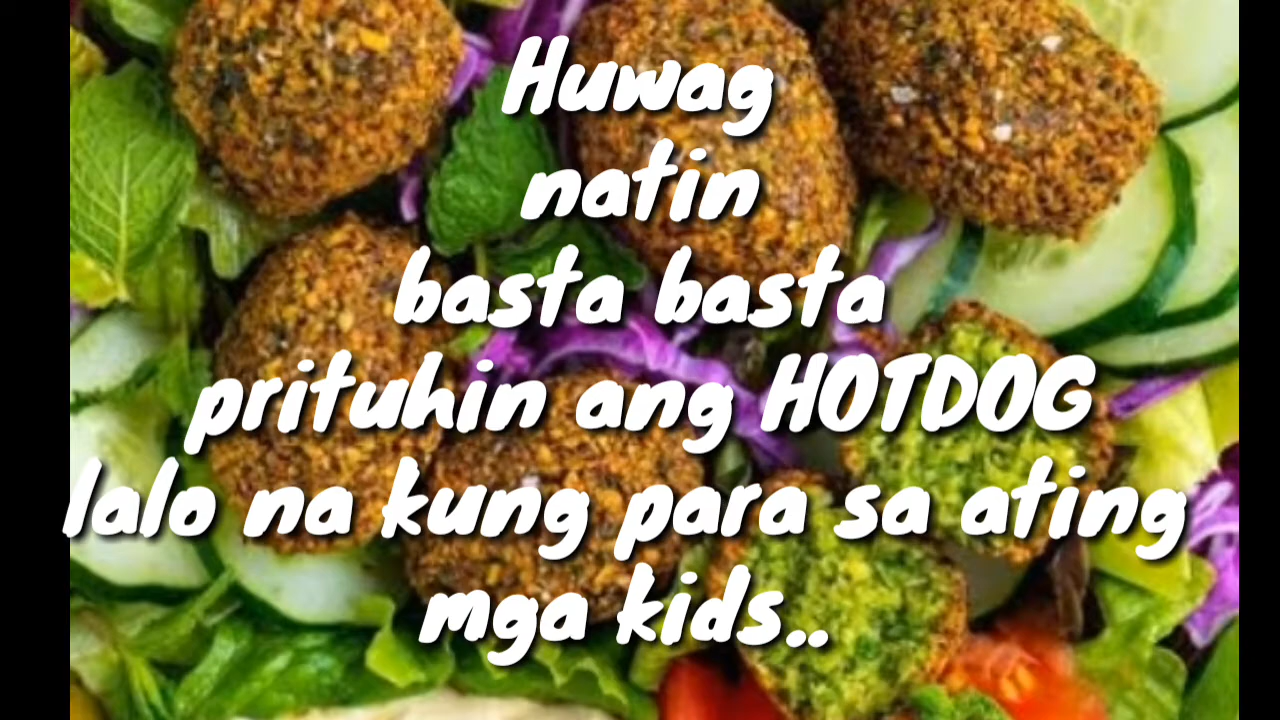 Huwag
natin
basta basta
prituhin ang HOTDOG
lalo na kung para sa ating
mga kids..